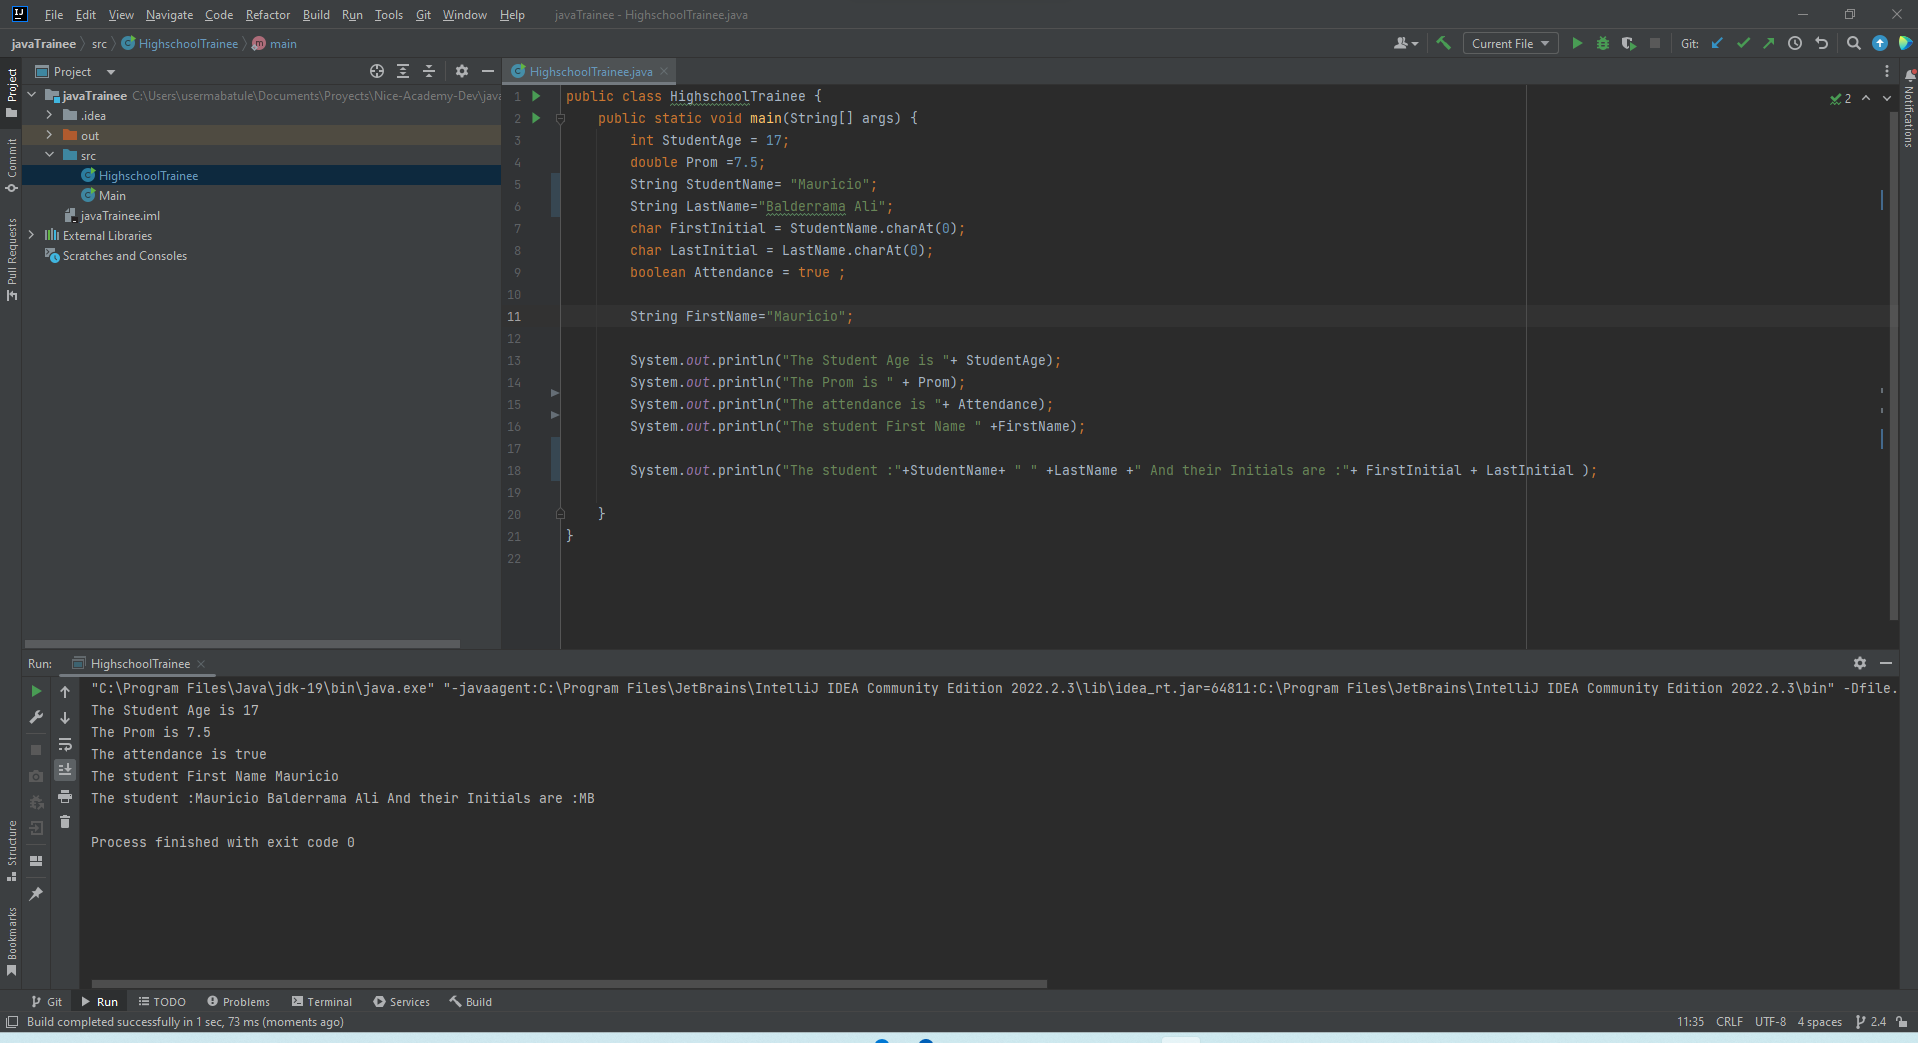 File Edit View Navigate Code Refactor Build Run Tools Git Window Help javaTrainee - HighschoolTrainee.java
javaTrainee src HighschoolTrainee m main Current File Git:
Project
HighschoolTrainee.java
javaTrainee C:\Users\usermabatule\Documents\Proyects\Nice-Academy-Dev\java
.idea
out
src
HighschoolTrainee
Main
javaTrainee.iml
External Libraries
Scratches and Consoles
Project
Commit
Pull Requests
Structure
Bookmarks
Notifications
2
1 public class HighschoolTrainee {
2 public static void main(String[] args) {
3 int StudentAge = 17;
4 double Prom =7.5;
5 String StudentName= "Mauricio";
6 String LastName="Balderrama Ali";
7 char FirstInitial = StudentName.charAt(0);
8 char LastInitial = LastName.charAt(0);
9 boolean Attendance = true ;
10
11 String FirstName="Mauricio";
12
13 System.out.println("The Student Age is "+ StudentAge);
14 System.out.println("The Prom is " + Prom);
15 System.out.println("The attendance is "+ Attendance);
16 System.out.println("The student First Name " +FirstName);
17
18 System.out.println("The student :"+StudentName+ " " +LastName +" And their Initials are :"+ FirstInitial + LastInitial );
19
20 }
21 }
22
Run: HighschoolTrainee
"C:\Program Files\Java\jdk-19\bin\java.exe" "-javaagent:C:\Program Files\JetBrains\IntelliJ IDEA Community Edition 2022.2.3\lib\idea_rt.jar=64811:C:\Program Files\JetBrains\IntelliJ IDEA Community Edition 2022.2.3\bin" -Dfile.
The Student Age is 17
The Prom is 7.5
The attendance is true
The student First Name Mauricio
The student :Mauricio Balderrama Ali And their Initials are :MB
Process finished with exit code 0
Git Run TODO Problems Terminal Services Build
Build completed successfully in 1 sec, 73 ms (moments ago) 11:35 CRLF UTF-8 4 spaces 2.4